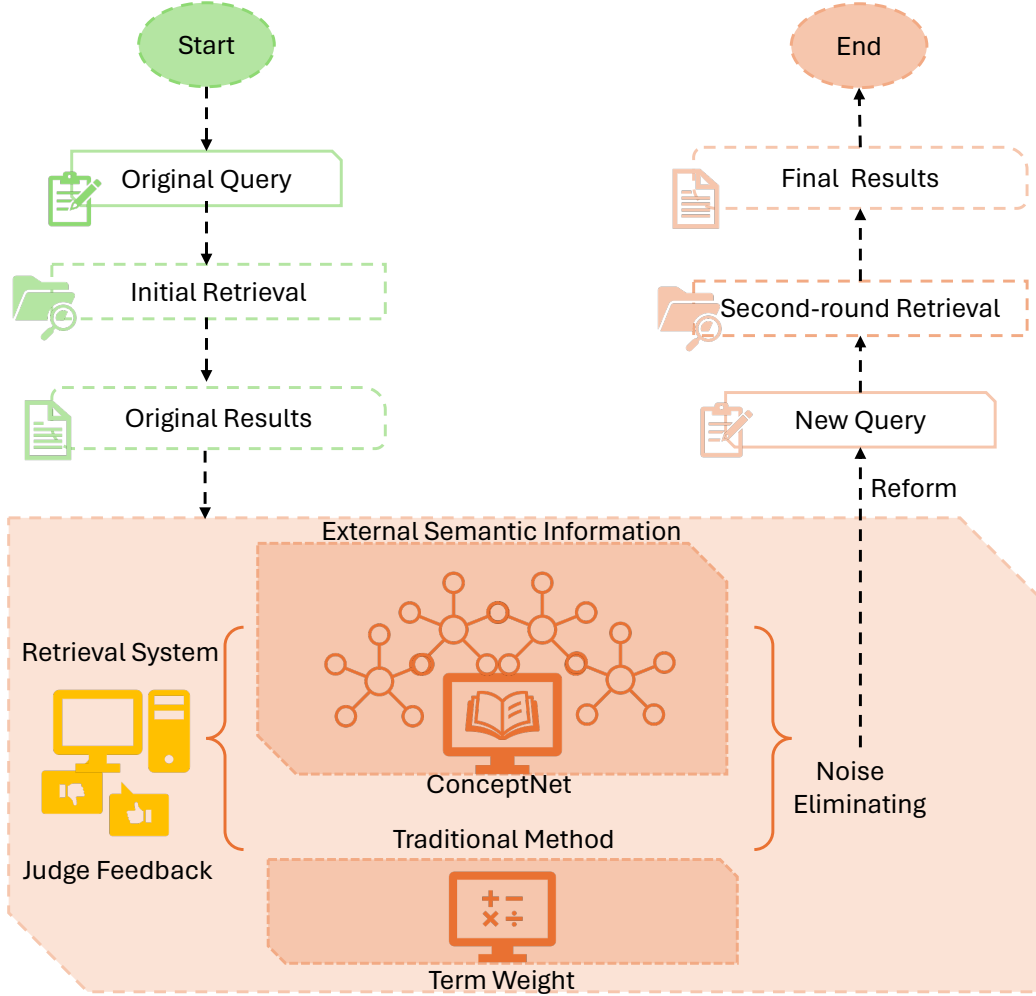 Start
Original Query
Initial Retrieval
Original Results
External Semantic Information
Retrieval System
Judge Feedback
ConceptNet
Traditional Method
Term Weight
Noise
Eliminating
Reform
New Query
Second-round Retrieval
Final Results
End